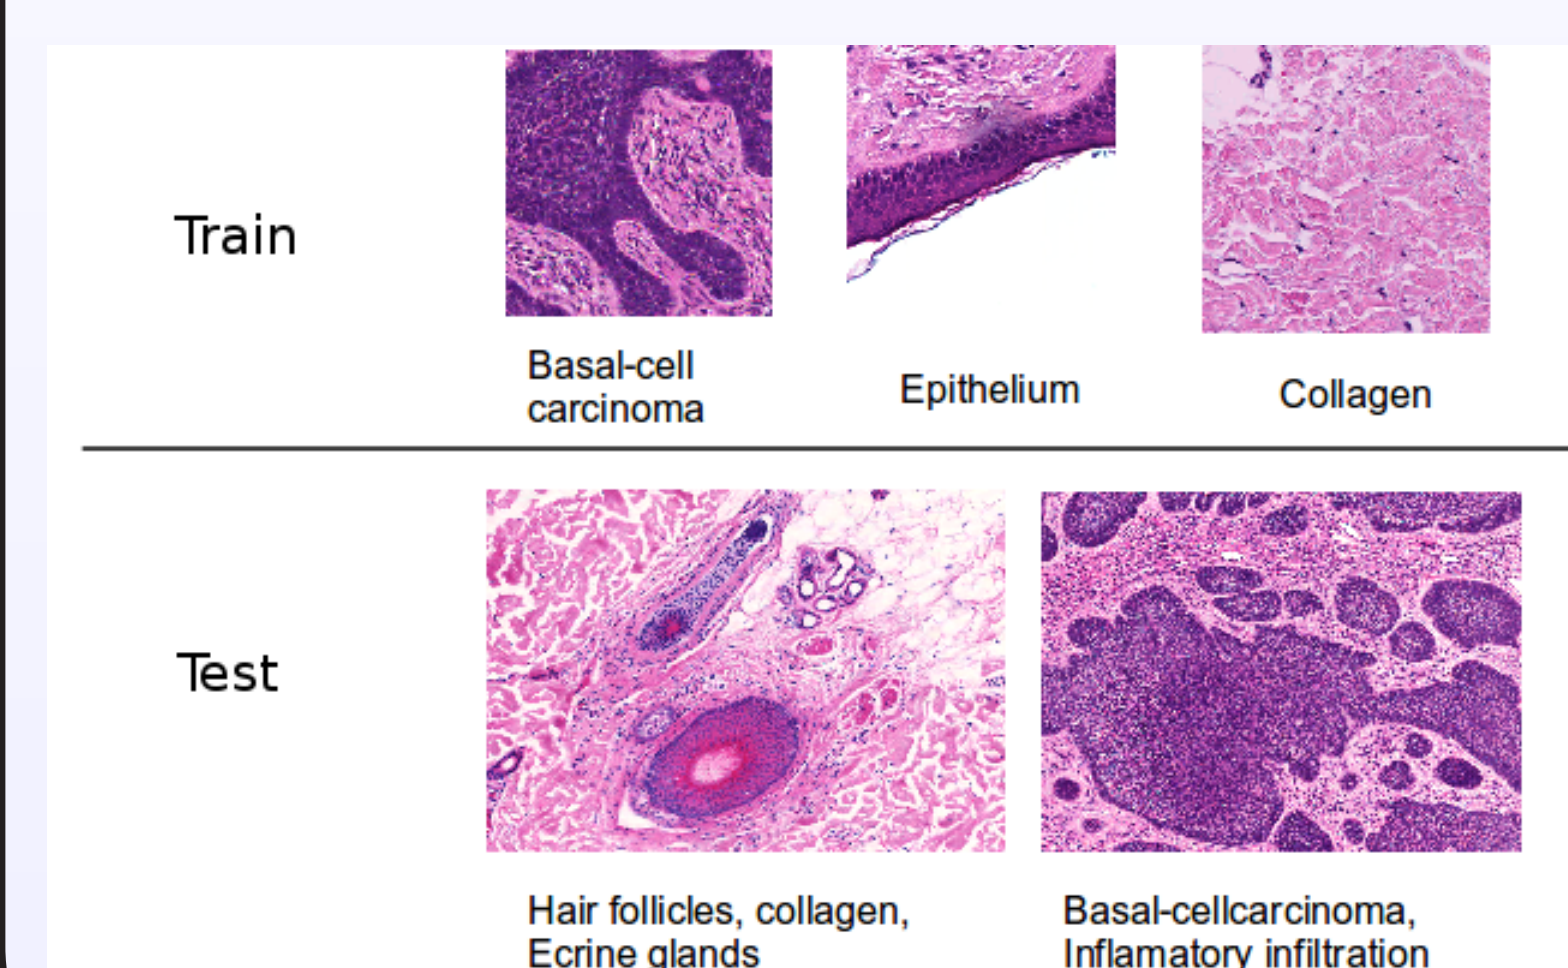 Train
Basal-cell
carcinoma
Epithelium
Collagen
Test
Hair follicles, collagen,
Ecrine glands
Basal-cellcarcinoma,
Inflamatory infiltration